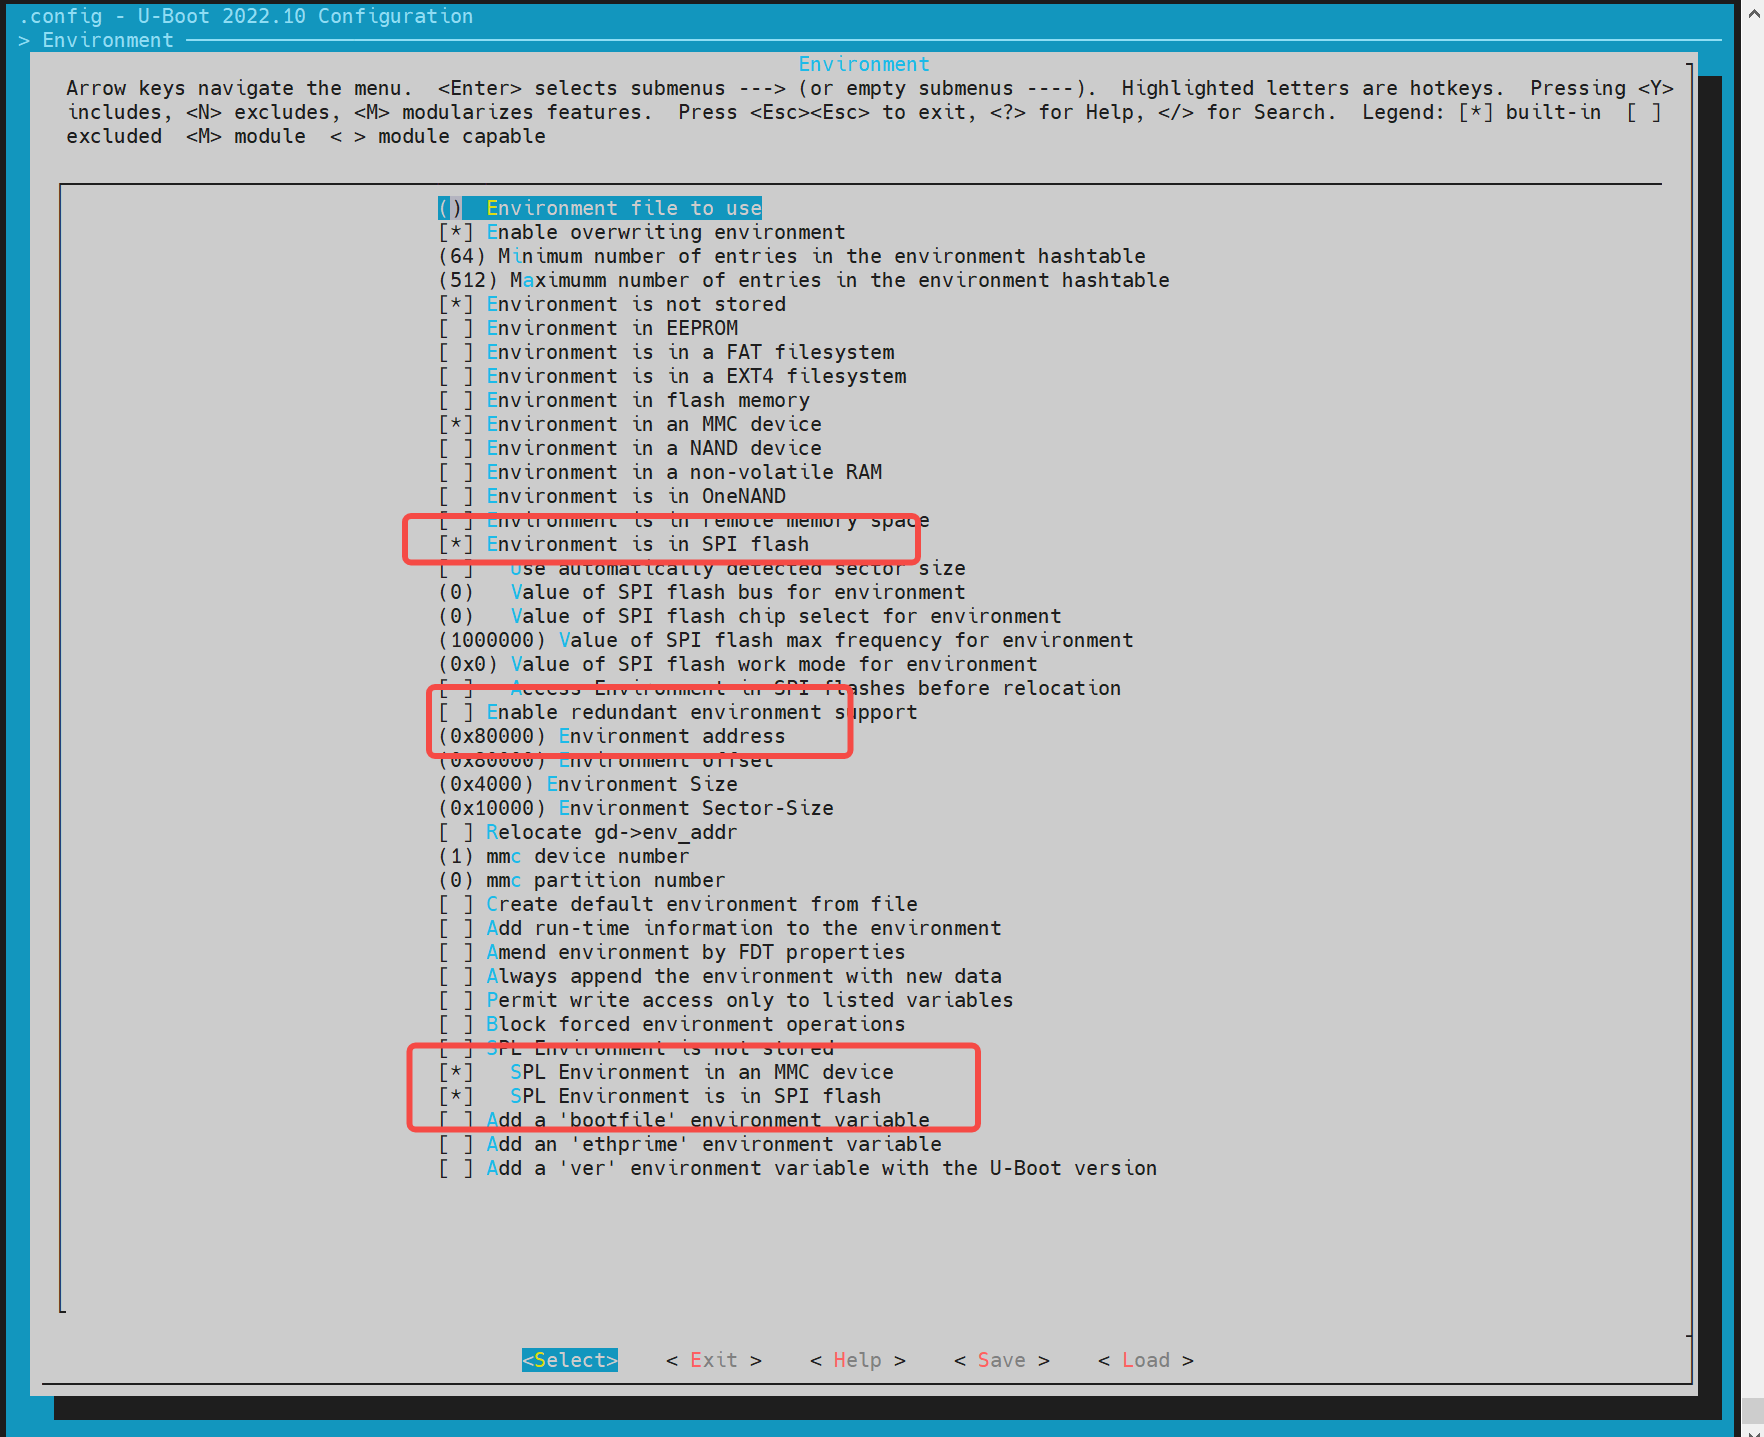 .config - U-Boot 2022.10 Configuration
> Environment
Environment
Arrow keys navigate the menu.  <Enter> selects submenus ---> (or empty submenus ----).  Highlighted letters are hotkeys.  Pressing <Y>
includes, <N> excludes, <M> modularizes features.  Press <Esc><Esc> to exit, <?> for Help, </> for Search.  Legend: [*] built-in  [ ]
excluded  <M> module  < > module capable
()  Environment file to use
[*] Enable overwriting environment
(64) Minimum number of entries in the environment hashtable
(512) Maximumm number of entries in the environment hashtable
[*] Environment is not stored
[ ] Environment in EEPROM
[ ] Environment is in a FAT filesystem
[ ] Environment is in a EXT4 filesystem
[ ] Environment in flash memory
[*] Environment in an MMC device
[ ] Environment in a NAND device
[ ] Environment in a non-volatile RAM
[ ] Environment is in OneNAND
[ ] Environment is in remote memory space
[*] Environment is in SPI flash
[ ]   Use automatically detected sector size
(0)   Value of SPI flash bus for environment
(0)   Value of SPI flash chip select for environment
(1000000) Value of SPI flash max frequency for environment
(0x0) Value of SPI flash work mode for environment
[ ]   Access Environment in SPI flashes before relocation
[ ] Enable redundant environment support
(0x80000) Environment address
(0x80000) Environment offset
(0x4000) Environment Size
(0x10000) Environment Sector-Size
[ ] Relocate gd->env_addr
(1) mmc device number
(0) mmc partition number
[ ] Create default environment from file
[ ] Add run-time information to the environment
[ ] Amend environment by FDT properties
[ ] Always append the environment with new data
[ ] Permit write access only to listed variables
[ ] Block forced environment operations
[ ] SPL Environment is not stored
[*]   SPL Environment in an MMC device
[*]   SPL Environment is in SPI flash
[ ] Add a 'bootfile' environment variable
[ ] Add an 'ethprime' environment variable
[ ] Add a 'ver' environment variable with the U-Boot version
<Select>    < Exit >    < Help >    < Save >    < Load >